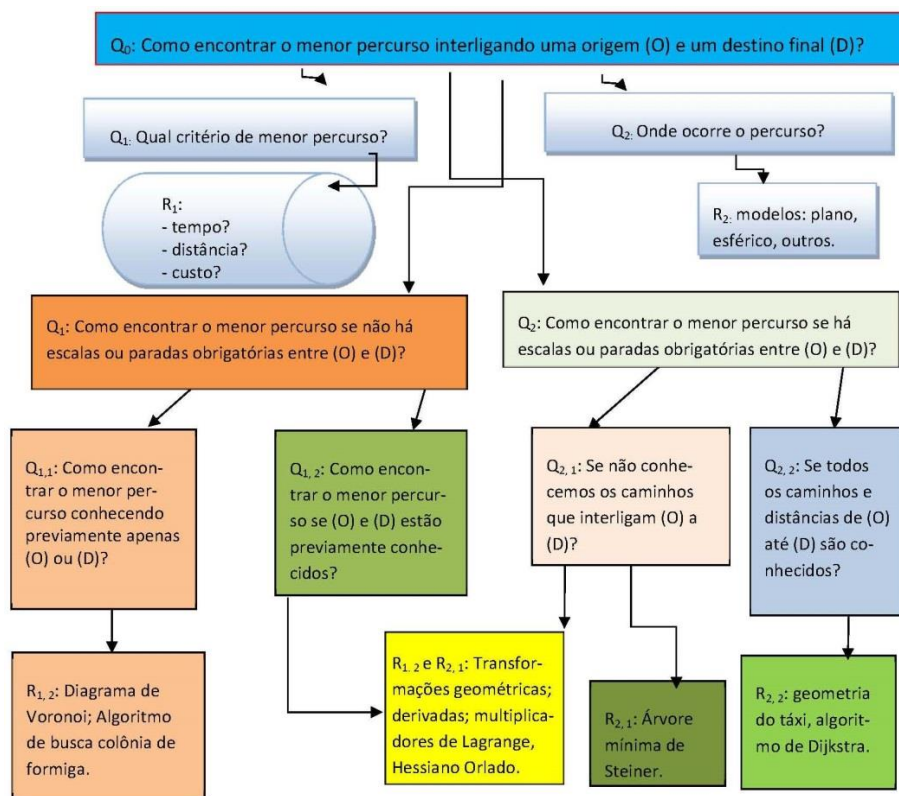 Q0: Como encontrar o menor percurso interligando uma origem (O) e um destino final (D)?
Q1: Qual critério de menor percurso?
Q2: Onde ocorre o percurso?
R1:
- tempo?
- distância?
- custo?
R2: modelos: plano,
esférico, outros.
Q1: Como encontrar o menor percurso se não há
escalas ou paradas obrigatórias entre (O) e (D)?
Q2: Como encontrar o menor percurso se há
escalas ou paradas obrigatórias entre (O) e (D)?
Q1,1: Como encon-
trar o menor per-
curso conhecendo
previamente apenas
(O) ou (D)?
Q1, 2: Como encon-
trar o menor percur-
so se (O) e (D) estão
previamente conhe-
cidos?
Q2, 1: Se não conhe-
cemos os caminhos
que interligam (O) a
(D)?
Q2, 2: Se todos
os caminhos e
distâncias de (O)
até (D) são co-
nhecidos?
R1, 2: Diagrama de
Voronoi; Algoritmo
de busca colônia de
formiga.
R1, 2 e R2, 1: Transfor-
mações geométricas;
derivadas; multiplica-
dores de Lagrange,
Hessiano Orlado.
R2, 1: Árvore
mínima de
Steiner.
R2, 2: geometria
do táxi, algorit-
mo de Dijkstra.